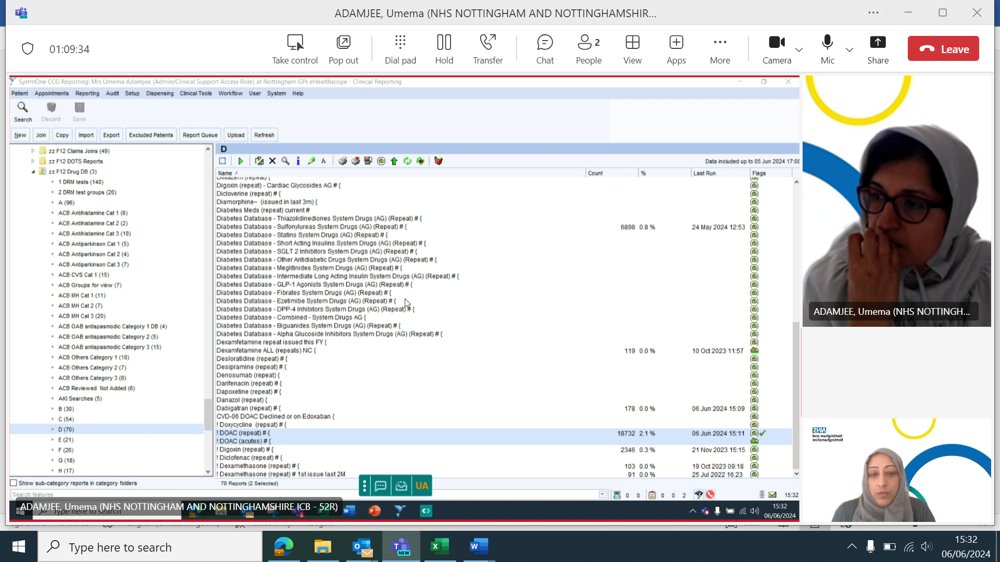 ADAMJEE, Umema (NHS NOTTINGHAM AND NOTTINGHAMSHIR...
01:09:34
Take control
Pop out
Dial pad
Hold
Transfer
Chat
People 2
View
Apps
More
Camera
Mic
Share
Leave
SystmOne CCG Reporting: Mrs Umema Adamjee (Admin/Clinical Support Access Role) at Nottingham GPs eHealthscope - Clinical Reporting
Patient Appointments Reporting Audit Setup Dispensing Clinical Tools Workflow User System Help
Search Discard Save
New Join Copy Import Export Excluded Patients Report Queue Upload Refresh
zz F12 Claims Joins (49)
zz F12 DOTS Reports
zz F12 Drug DB (3)
1 DRM tests (140)
2 DRM test groups (20)
A (96)
ACB Antihistamine Cat 1 (6)
ACB Antihistamine Cat 2 (2)
ACB Antihistamine Cat 3 (10)
ACB Antiparkinson Cat 1 (5)
ACB Antiparkinson Cat 2 (4)
ACB Antiparkinson Cat 3 (7)
ACB CVS Cat 1 (15)
ACB Groups for view (7)
ACB MH Cat 1 (11)
ACB MH Cat 2 (7)
ACB MH Cat 3 (20)
ACB OAB antispasmodic Category 1 DB (4)
ACB OAB antispasmodic Category 2 (5)
ACB OAB antispasmodic Category 3 (15)
ACB Others Category 1 (18)
ACB Others Category 2 (7)
ACB Others Category 3 (8)
ACB Reviewed Not Added (6)
AKI Searches (5)
B (30)
C (54)
D (70)
E (21)
F (26)
G (18)
H (17)
Show sub-category reports in category folders
Search features
D
Data included up to 05 Jun 2024 17:08
Name Count % Last Run Flags
Diltiazem (repeat) {
Digoxin (repeat) - Cardiac Glycosides AG # {
Dicloverine (repeat) # {
Diamorphine~ (issued in last 3m) {
Diabetes Meds (repeat) current #
Diabetes Database - Thiazolidinediones System Drugs (AG) (Repeat) # {
Diabetes Database - Sulfonylureas System Drugs (AG) (Repeat) # { 6898 0.8 % 24 May 2024 12:53
Diabetes Database - Statins System Drugs (AG) (Repeat) # {
Diabetes Database - Short Acting Insulins System Drugs (AG) (Repeat) # {
Diabetes Database - SGLT 2 Inhibitors System Drugs (AG) (Repeat) # {
Diabetes Database - Other Antidiabetic Drugs System Drugs (AG) (Repeat) # {
Diabetes Database - Meglitinides System Drugs (AG) (Repeat) # {
Diabetes Database - Intermediate Long Acting Insulin System Drugs (AG) (Repeat) # {
Diabetes Database - GLP-1 Agonists System Drugs (AG) (Repeat) # {
Diabetes Database - Fibrates System Drugs (AG) (Repeat) # {
Diabetes Database - Ezetimibe System Drugs (AG) (Repeat) # {
Diabetes Database - DPP-4 Inhibitors System Drugs (AG) (Repeat) # {
Diabetes Database - Combined - System Drugs AG {
Diabetes Database - Biguanides System Drugs (AG) (Repeat) # {
Diabetes Database - Alpha Glucoside Inhibitors System Drugs (AG) (Repeat) # {
Dexamfetamine repeat issued this FY {
Dexamfetamine ALL (repeats) NC { 119 0.0 % 10 Oct 2023 11:57
Desloratidine (repeat) # {
Desipramine (repeat) # {
Denosumab (repeat) {
Darifenacin (repeat) # {
Dapoxetine (repeat) # {
Danazol (repeat) {
Dabigatran (repeat) # { 178 0.0 % 06 Jun 2024 15:09
CVD-06 DOAC Declined or on Edoxaban {
! Doxycycline (repeat) # {
! DOAC (repeat) # { 18732 2.1 % 06 Jun 2024 15:11
! DOAC (acutes) # {
! Digoxin (repeat) # { 2346 0.3 % 21 Nov 2023 15:15
! Diclofenac (repeat) # {
! Dexamethasone (repeat) # { 103 0.0 % 19 Oct 2023 09:18
! Dexamethasone (repeat) # 1st issue last 2M 91 0.0 % 25 Jul 2022 16:23
70 Reports (2 Selected)
UA
0 0 0 0 2 15:32
ADAMJEE, Umema (NHS NOTTINGHAM AND NOTTINGHAMSHIRE ICB - 52R)
Type here to search
15:32
06/06/2024
ADAMJEE, Umema (NHS NOTTINGH...
NHS
Nottingham and
Nottinghamshire
Type here to search
NEW
15:32
06/06/2024